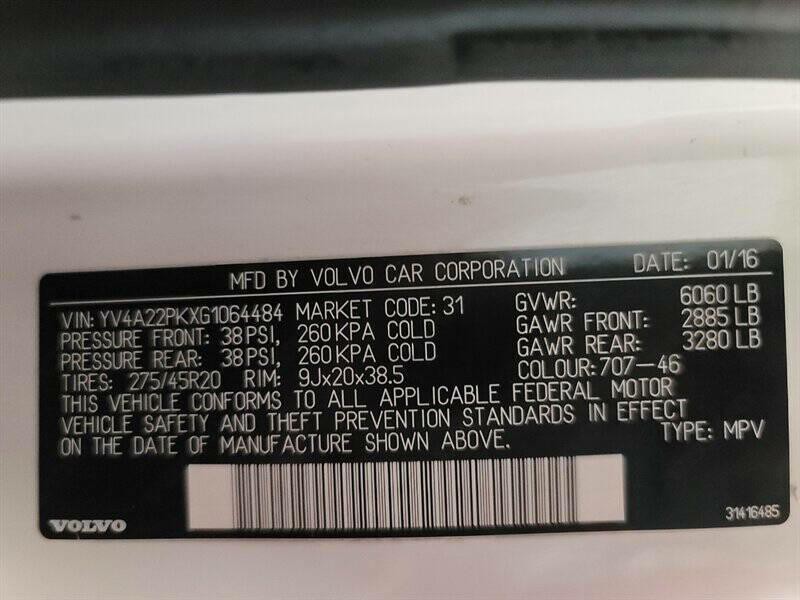 MFD BY VOLVO CAR CORPORATION DATE: 01/16
VIN: YV4A22PKXG1064484 MARKET CODE: 31 GVWR: 6060 LB
PRESSURE FRONT: 38 PSI, 260 KPA COLD GAWR FRONT: 2885 LB
PRESSURE REAR: 38 PSI, 260 KPA COLD GAWR REAR: 3280 LB
TIRES: 275/45R20 RIM: 9Jx20x38.5 COLOUR: 707-46
THIS VEHICLE CONFORMS TO ALL APPLICABLE FEDERAL MOTOR
VEHICLE SAFETY AND THEFT PREVENTION STANDARDS IN EFFECT
ON THE DATE OF MANUFACTURE SHOWN ABOVE. TYPE: MPV
VOLVO 31416485